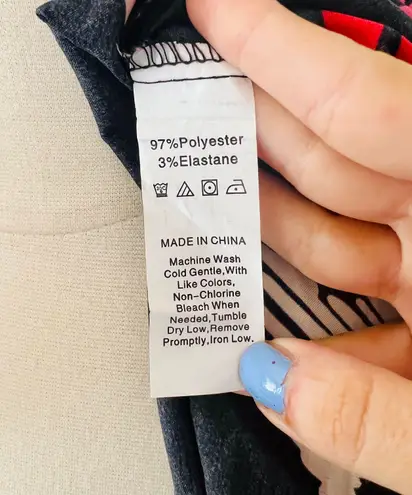 97%Polyester
3%Elastane
MADE IN CHINA
Machine Wash
Cold Gentle,With
Like Colors,
Non-Chlorine
Bleach When
Needed,Tumble
Dry Low,Remove
Promptly,Iron Low.